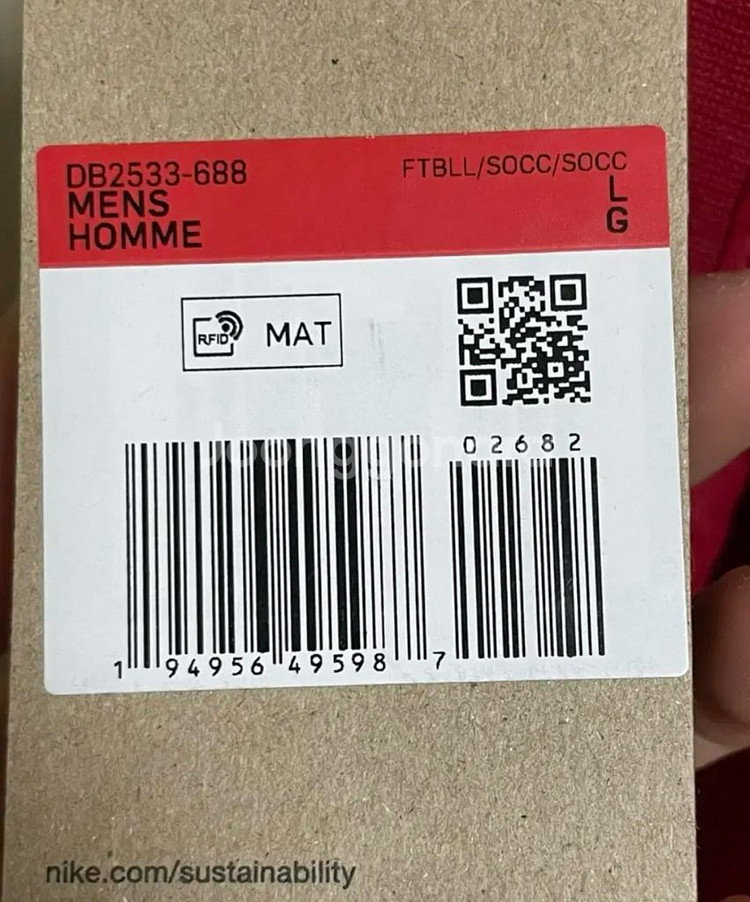 DB2533-688
FTBLL/SOCC/SOCC
MENS
L
HOMME
G
RFID
MAT
02682
1 94956 49598 7
nike.com/sustainability